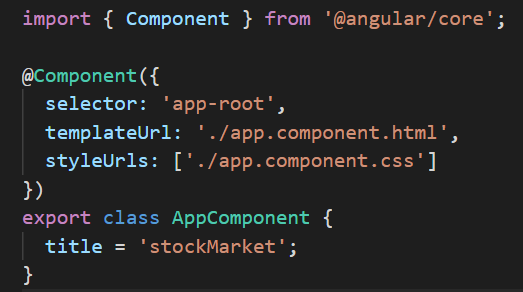 import { Component } from '@angular/core';
@Component({
selector: 'app-root',
templateUrl: './app.component.html',
styleUrls: ['./app.component.css']
})
export class AppComponent {
title = 'stockMarket';
}